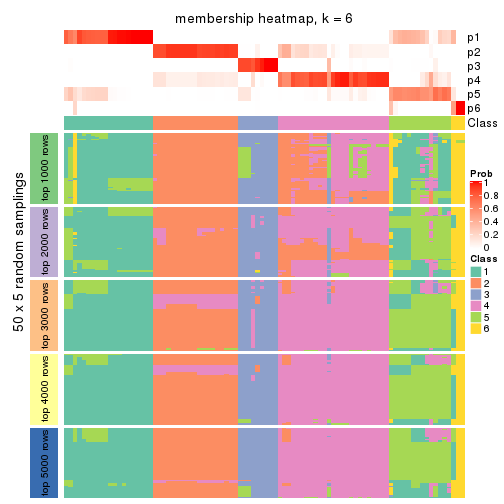 membership heatmap, k = 6
p1
p2
p3
p4
p5
p6
Class
50 x 5 random samplings
top 1000 rows
top 2000 rows
top 3000 rows
top 4000 rows
top 5000 rows
Prob
1
0.8
0.6
0.4
0.2
0
Class
1
2
3
4
5
6